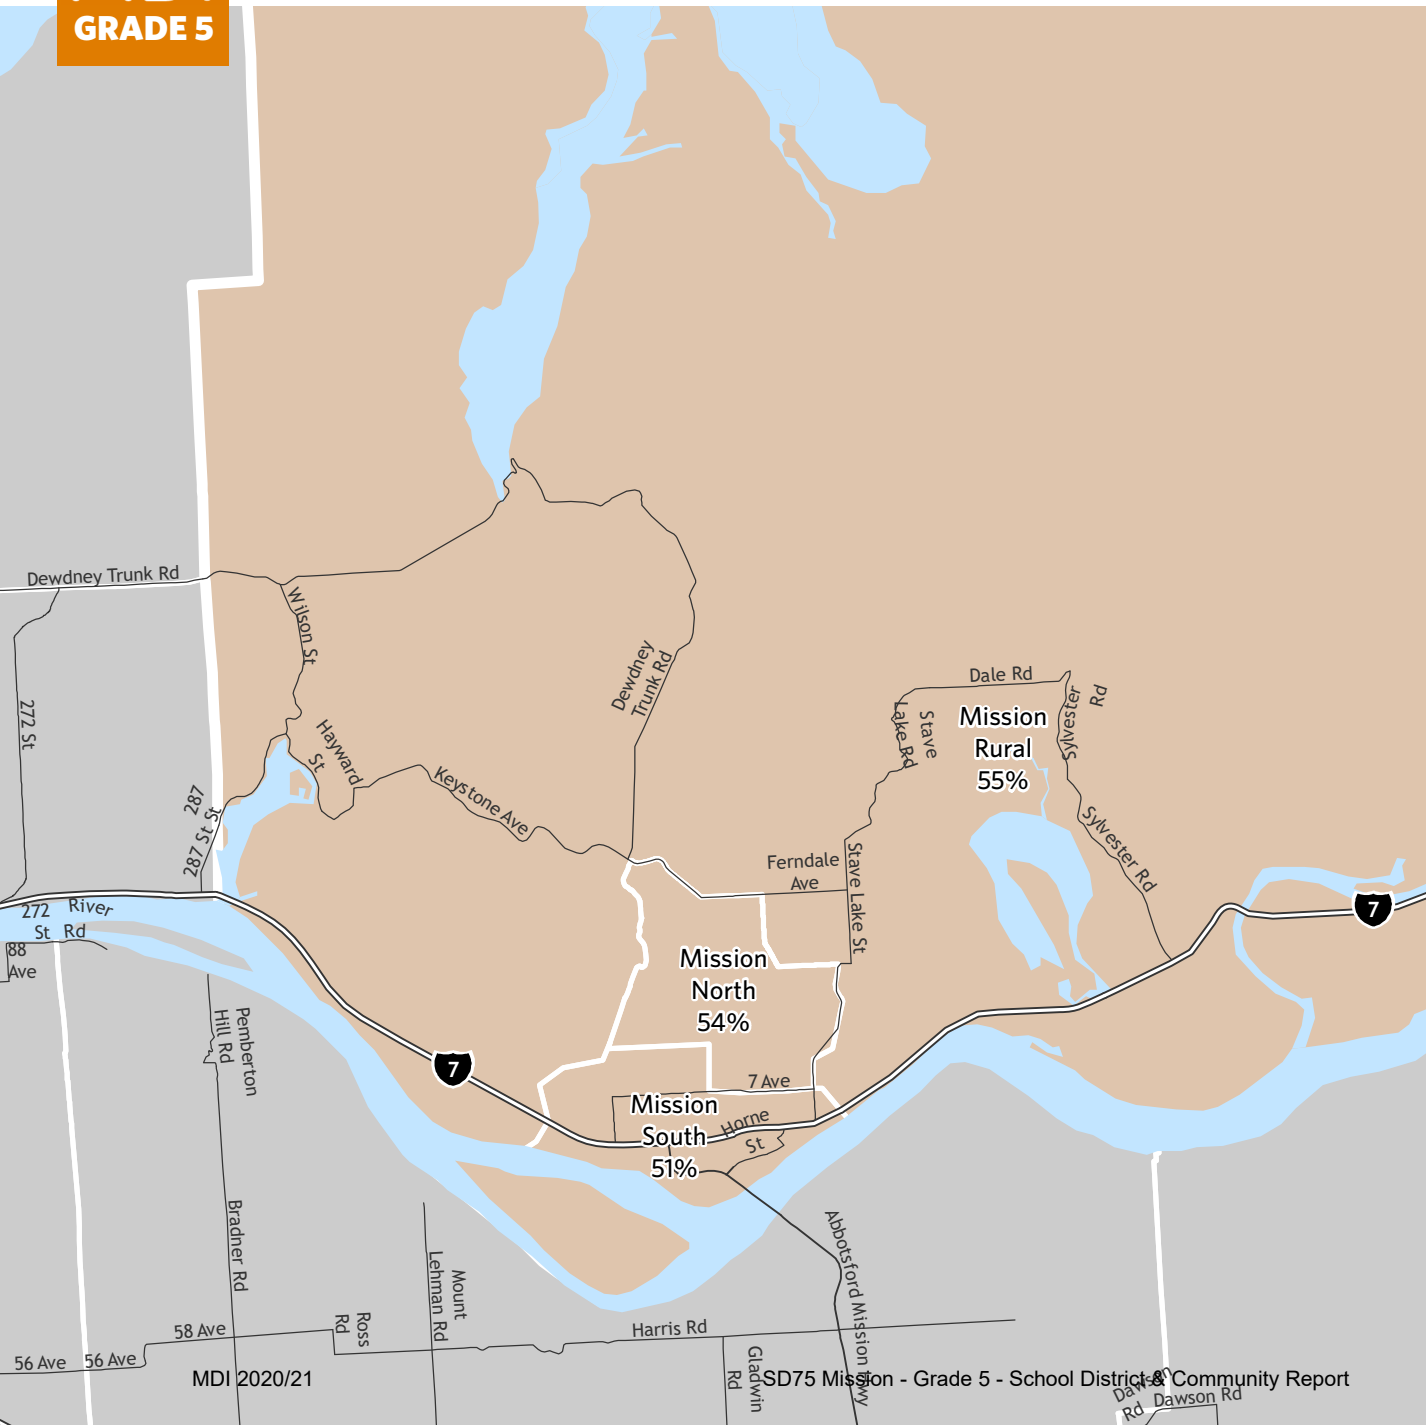 GRADE 5
Dewdney Trunk Rd
Wilson St
272 St
Hayward
St
Keystone Ave
Dewdney
Trunk Rd
Dale Rd
Stave
Lake Rd
Sylvester
Rd
Mission
Rural
55%
287
287 St St
Sylvester Rd
Ferndale
Ave
Stave Lake St
7
272
St
River
Rd
88
Ave
Mission
North
54%
Pemberton
Hill Rd
7
7 Ave
Mission
South
51%
Horne
St
Bradner Rd
Mount
Lehman Rd
Abbotsford Mission Hwy
58 Ave
Ross
Rd
Harris Rd
56 Ave
56 Ave
Gladwin
Rd
Dawson
Rd
Dawson Rd
MDI 2020/21
SD75 Mission - Grade 5 - School District & Community Report